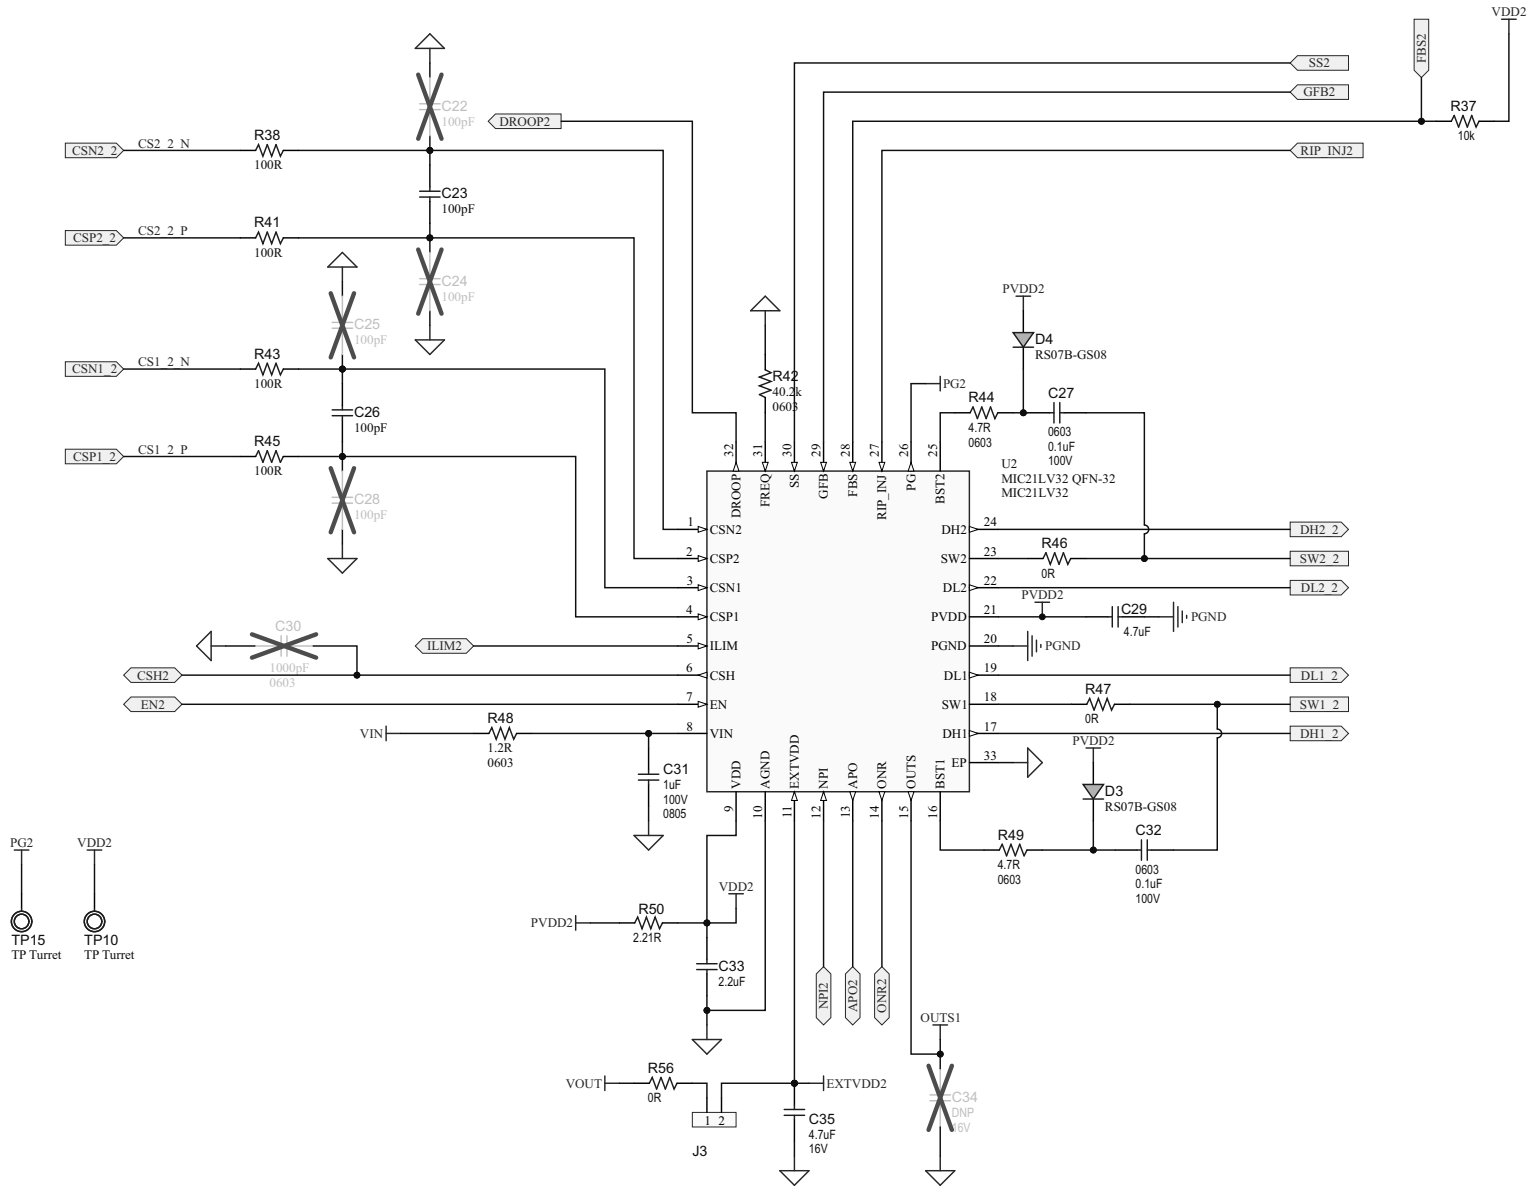 VDD2
FBS2
SS2
GFB2
R37
10k
RIP_INJ2
C22
100pF
DROOP2
CSN2_2
CS2_2_N
R38
100R
C23
100pF
CSP2_2
CS2_2_P
R41
100R
C24
100pF
C25
100pF
CSN1_2
CS1_2_N
R43
100R
C26
100pF
CSP1_2
CS1_2_P
R45
100R
C28
100pF
R42
40.2k
0603
PG2
PVDD2
D4
RS07B-GS08
R44
4.7R
0603
C27
0603
0.1uF
100V
U2
MIC21LV32 QFN-32
MIC21LV32
32
31
30
29
28
27
26
25
DROOP
FREQ
SS
GFB
FBS
RIP_INJ
PG
BST2
1
CSN2
2
CSP2
3
CSN1
4
CSP1
5
ILIM
6
CSH
7
EN
8
VIN
DH2
24
SW2
23
DL2
22
PVDD
21
PGND
20
DL1
19
SW1
18
DH1
17
EP
33
VDD
AGND
EXTVDD
NPI
APO
ONR
OUTS
BST1
9
10
11
12
13
14
15
16
DH2_2
R46
0R
SW2_2
DL2_2
PVDD2
C29
4.7uF
PGND
PGND
DL1_2
R47
0R
SW1_2
DH1_2
PVDD2
D3
RS07B-GS08
R49
4.7R
0603
C32
0603
0.1uF
100V
C30
1000pF
0603
ILIM2
CSH2
EN2
VIN
R48
1.2R
0603
C31
1uF
100V
0805
PG2
VDD2
TP15
TP Turret
TP10
TP Turret
VDD2
PVDD2
R50
2.21R
C33
2.2uF
NPI2
APO2
ONR2
OUTS1
C34
DNP
16V
VOUT
R56
0R
1 2
J3
EXTVDD2
C35
4.7uF
16V